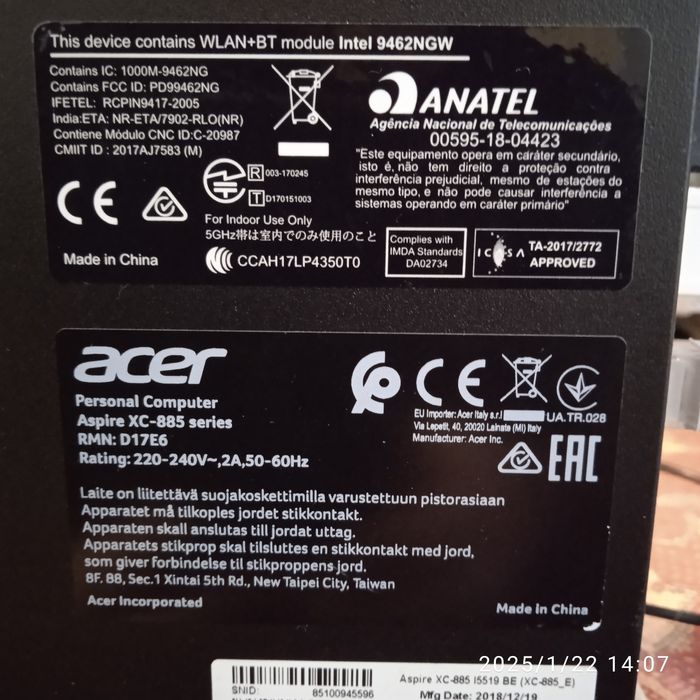 This device contains WLAN+BT module Intel 9462NGW
Contains IC: 1000M-9462NG
Contains FCC ID: PD99462NG
IFETEL: RCPIN9417-2005
India:ETA: NR-ETA/7902-RLO(NR)
Contiene Módulo CNC ID:C-20987
CMIIT ID : 2017AJ7583 (M)
ANATEL
Agência Nacional de Telecomunicações
00595-18-04423
"Este equipamento opera em caráter secundário,
isto é, não tem direito a proteção contra
interferência prejudicial, mesmo de estações do
mesmo tipo, e não pode causar interferência a
sistemas operando em caráter primário"
R 003-170245
T D170151003
CE
For Indoor Use Only
5GHz帯は室内でのみ使用のこと
Made in China
CCAH17LP4350T0
Complies with
IMDA Standards
DA02734
ICASA
TA-2017/2772
APPROVED
acer
Personal Computer
Aspire XC-885 series
RMN: D17E6
Rating: 220-240V~,2A,50-60Hz
CE
EU Importer: Acer Italy s.r.l
Via Lepetit, 40, 20020 Lainate (MI) Italy
Manufacturer: Acer Inc.
UA.TR.028
EAC
Laite on liitettävä suojakoskettimilla varustettuun pistorasiaan
Apparatet må tilkoples jordet stikkontakt.
Apparaten skall anslutas till jordat uttag.
Apparatets stikprop skal tilsluttes en stikkontakt med jord,
som giver forbindelse til stikproppens jord.
8F, 88, Sec.1 Xintai 5th Rd., New Taipei City, Taiwan
Acer Incorporated
Made in China
SNID:
85100945596
Aspire XC-885 I5519 BE (XC-885_E)
Mfg Date: 2018/12/19
2025/1/22 14:07